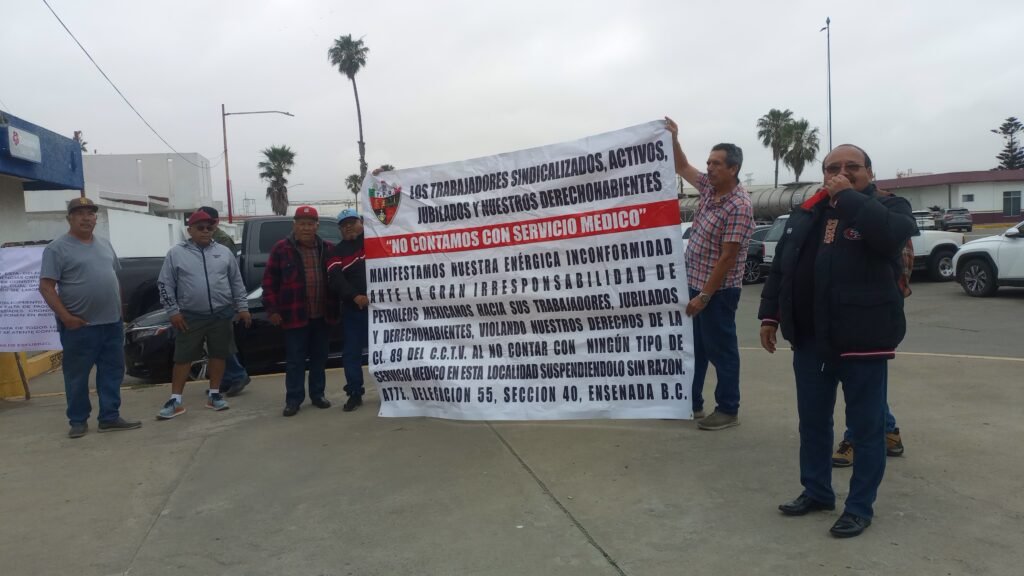 LOS TRABAJADORES SINDICALIZADOS, ACTIVOS,
JUBILADOS Y NUESTROS DERECHOHABIENTES
"NO CONTAMOS CON SERVICIO MEDICO"
MANIFESTAMOS NUESTRA ENÉRGICA INCONFORMIDAD
ANTE LA GRAN IRRESPONSABILIDAD DE
PETROLEOS MEXICANOS HACIA SUS TRABAJADORES, JUBILADOS
Y DERECHOHABIENTES, VIOLANDO NUESTROS DERECHOS DE LA
CL. 89 DEL C.C.T.V. AL NO CONTAR CON NINGÚN TIPO DE
SERVICIO MEDICO EN ESTA LOCALIDAD SUSPENDIENDOLO SIN RAZON.
ATTE. DELEGACION 55, SECCION 40, ENSENADA B.C.